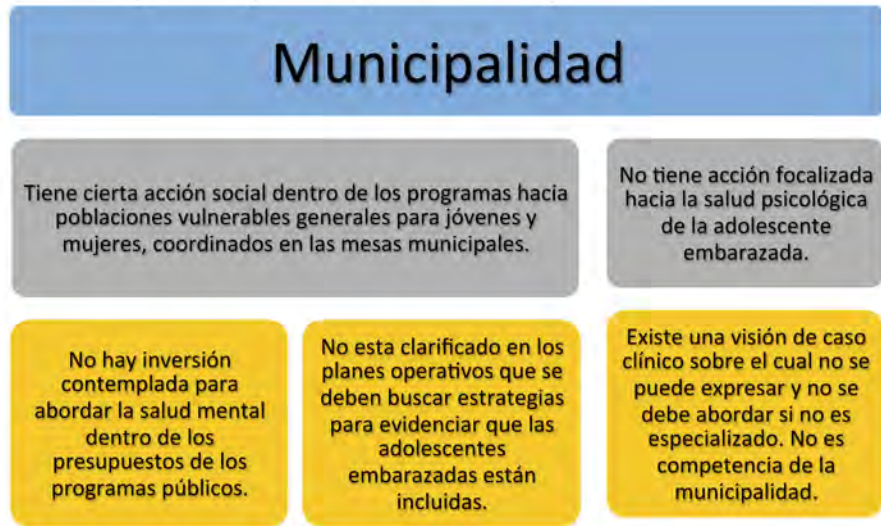 Municipalidad
Tiene cierta acción social dentro de los programas hacia
poblaciones vulnerables generales para jóvenes y
mujeres, coordinados en las mesas municipales.
No tiene acción focalizada
hacia la salud psicológica
de la adolescente
embarazada.
No hay inversión
contemplada para
abordar la salud mental
dentro de los
presupuestos de los
programas públicos.
No esta clarificado en los
planes operativos que se
deben buscar estrategias
para evidenciar que las
adolescentes
embarazadas están
incluidas.
Existe una visión de caso
clínico sobre el cual no se
puede expresar y no se
debe abordar si no es
especializado. No es
competencia de la
municipalidad.